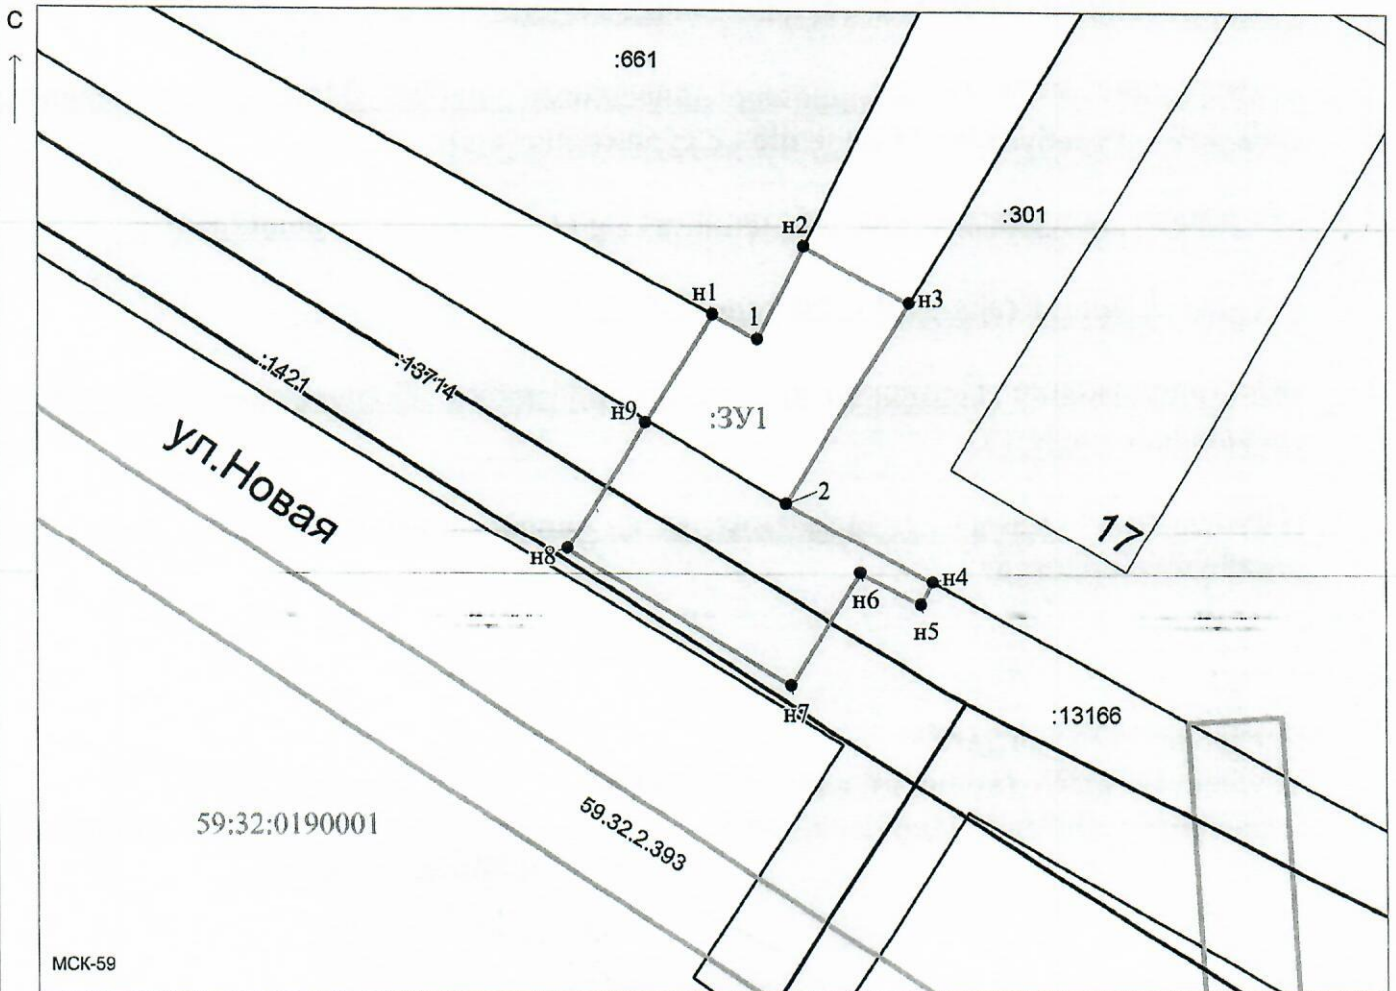 С
:661
:301
н2
н3
н1
1
:1421
:13714
н9
:ЗУ1
ул.Новая
2
17
н8
н4
н6
н5
н7
:13166
59:32:0190001
59.32.2.393
МСК-59